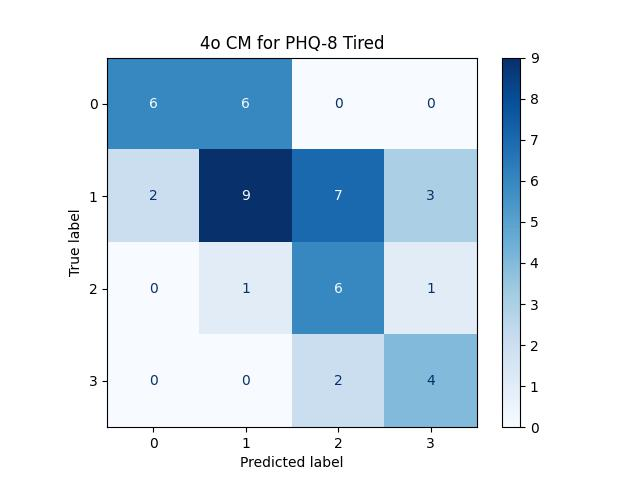 4o CM for PHQ-8 Tired
0 6 6 0 0
1 2 9 7 3
2 0 1 6 1
3 0 0 2 4
0 1 2 3
True label
Predicted label
9
8
7
6
5
4
3
2
1
0